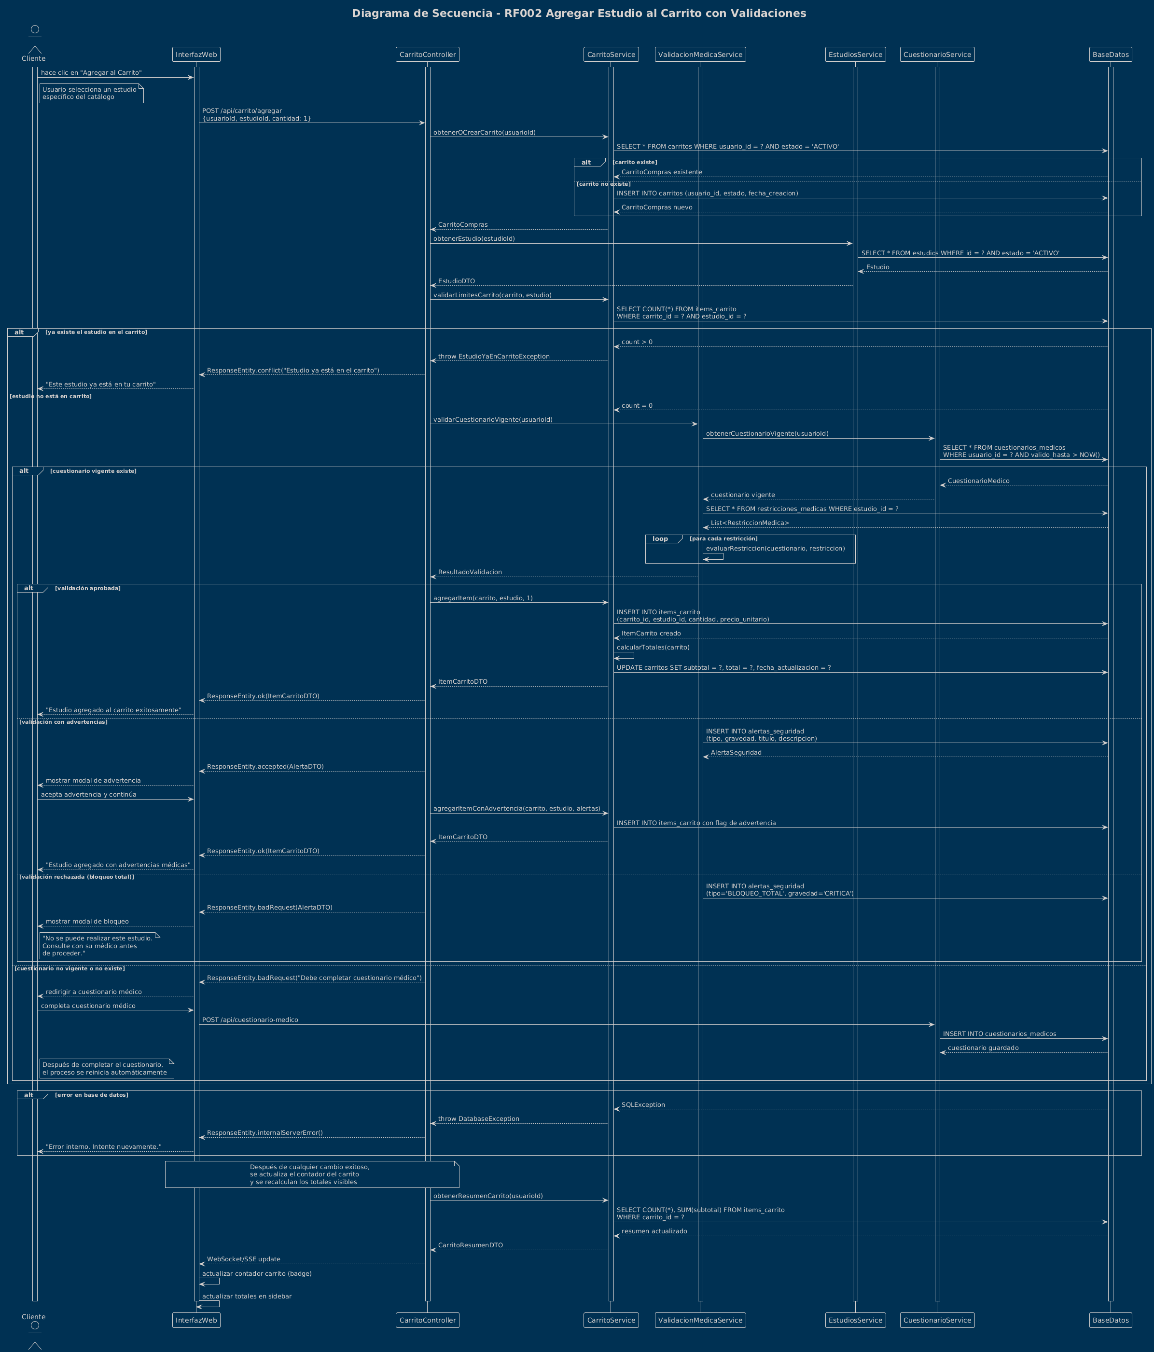 Diagrama de Secuencia - RF002 Agregar Estudio al Carrito con Validaciones
Cliente
InterfazWeb
CarritoController
CarritoService
ValidacionMedicaService
EstudiosService
CuestionarioService
BaseDatos
hace clic en "Agregar al Carrito"
Usuario selecciona un estudio
específico del catálogo
POST /api/carrito/agregar
{usuarioId, estudioId, cantidad: 1}
obtenerOCrearCarrito(usuarioId)
SELECT * FROM carritos WHERE usuario_id = ? AND estado = 'ACTIVO'
alt
[carrito existe]
CarritoCompras existente
[carrito no existe]
INSERT INTO carritos (usuario_id, estado, fecha_creacion)
CarritoCompras nuevo
CarritoCompras
obtenerEstudio(estudioId)
SELECT * FROM estudios WHERE id = ? AND estado = 'ACTIVO'
Estudio
EstudioDTO
validarLimitesCarrito(carrito, estudio)
SELECT COUNT(*) FROM items_carrito
WHERE carrito_id = ? AND estudio_id = ?
alt
[ya existe el estudio en el carrito]
count > 0
throw EstudioYaEnCarritoException
ResponseEntity.conflict("Estudio ya está en el carrito")
"Este estudio ya está en tu carrito"
[estudio no está en carrito]
count = 0
validarCuestionarioVigente(usuarioId)
obtenerCuestionarioVigente(usuarioId)
SELECT * FROM cuestionarios_medicos
WHERE usuario_id = ? AND valido_hasta > NOW()
alt
[cuestionario vigente existe]
CuestionarioMedico
cuestionario vigente
SELECT * FROM restricciones_medicas WHERE estudio_id = ?
List<RestriccionMedica>
loop
[para cada restricción]
evaluarRestriccion(cuestionario, restriccion)
ResultadoValidacion
alt
[validación aprobada]
agregarItem(carrito, estudio, 1)
INSERT INTO items_carrito
(carrito_id, estudio_id, cantidad, precio_unitario)
ItemCarrito creado
calcularTotales(carrito)
UPDATE carritos SET subtotal = ?, total = ?, fecha_actualizacion = ?
ItemCarritoDTO
ResponseEntity.ok(ItemCarritoDTO)
"Estudio agregado al carrito exitosamente"
[validación con advertencias]
INSERT INTO alertas_seguridad
(tipo, gravedad, titulo, descripcion)
AlertaSeguridad
ResponseEntity.accepted(AlertaDTO)
mostrar modal de advertencia
acepta advertencia y continúa
agregarItemConAdvertencia(carrito, estudio, alertas)
INSERT INTO items_carrito con flag de advertencia
ItemCarritoDTO
ResponseEntity.ok(ItemCarritoDTO)
"Estudio agregado con advertencias médicas"
[validación rechazada (bloqueo total)]
INSERT INTO alertas_seguridad
(tipo='BLOQUEO_TOTAL', gravedad='CRITICA')
ResponseEntity.badRequest(AlertaDTO)
mostrar modal de bloqueo
"No se puede realizar este estudio.
Consulte con su médico antes
de proceder."
[cuestionario no vigente o no existe]
ResponseEntity.badRequest("Debe completar cuestionario médico")
redirigir a cuestionario médico
completa cuestionario médico
POST /api/cuestionario-medico
INSERT INTO cuestionarios_medicos
cuestionario guardado
Después de completar el cuestionario,
el proceso se reinicia automáticamente
alt
[error en base de datos]
SQLException
throw DatabaseException
ResponseEntity.internalServerError()
"Error interno. Intente nuevamente."
Después de cualquier cambio exitoso,
se actualiza el contador del carrito
y se recalculan los totales visibles
obtenerResumenCarrito(usuarioId)
SELECT COUNT(*), SUM(subtotal) FROM items_carrito
WHERE carrito_id = ?
resumen actualizado
CarritoResumenDTO
WebSocket/SSE update
actualizar contador carrito (badge)
actualizar totales en sidebar
Cliente
InterfazWeb
CarritoController
CarritoService
ValidacionMedicaService
EstudiosService
CuestionarioService
BaseDatos